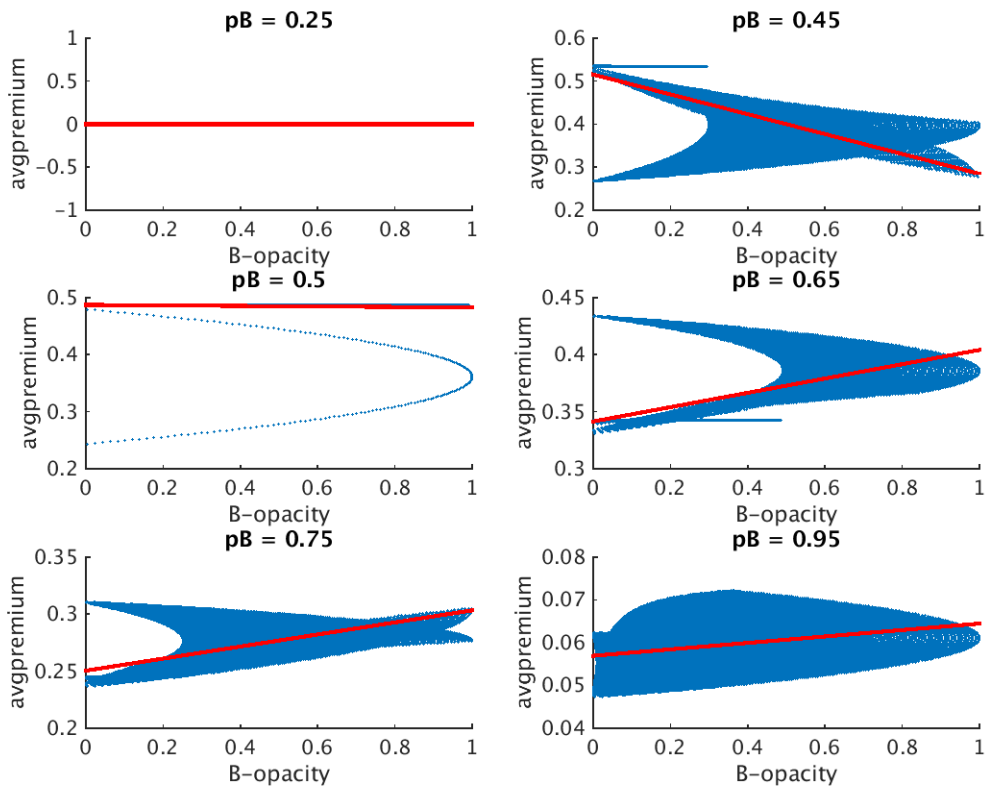 pB = 0.25
avgpremium
1
0.5
0
-0.5
-1
0 0.2 0.4 0.6 0.8 1
B-opacity
pB = 0.45
avgpremium
0.6
0.5
0.4
0.3
0.2
0 0.2 0.4 0.6 0.8 1
B-opacity
pB = 0.5
avgpremium
0.5
0.4
0.3
0.2
0 0.2 0.4 0.6 0.8 1
B-opacity
pB = 0.65
avgpremium
0.45
0.4
0.35
0.3
0 0.2 0.4 0.6 0.8 1
B-opacity
pB = 0.75
avgpremium
0.35
0.3
0.25
0.2
0 0.2 0.4 0.6 0.8 1
B-opacity
pB = 0.95
avgpremium
0.08
0.07
0.06
0.05
0.04
0 0.2 0.4 0.6 0.8 1
B-opacity